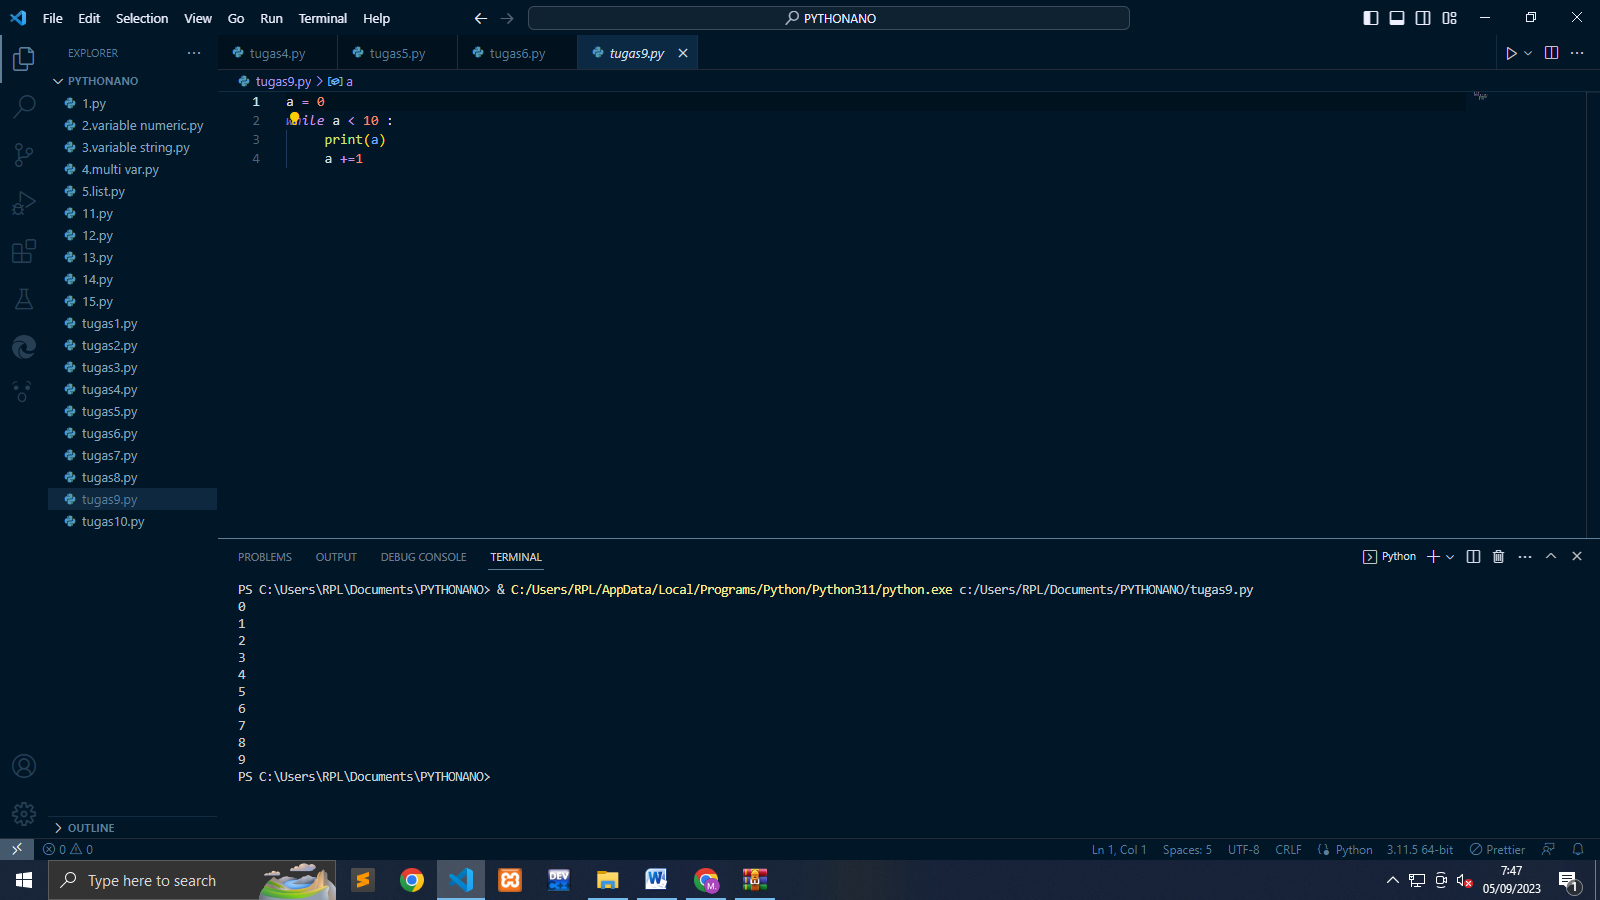 File Edit Selection View Go Run Terminal Help
PYTHONANO
EXPLORER
tugas4.py
tugas5.py
tugas6.py
tugas9.py
PYTHONANO
1.py
2.variable numeric.py
3.variable string.py
4.multi var.py
5.list.py
11.py
12.py
13.py
14.py
15.py
tugas1.py
tugas2.py
tugas3.py
tugas4.py
tugas5.py
tugas6.py
tugas7.py
tugas8.py
tugas9.py
tugas10.py
OUTLINE
tugas9.py > a
1 a = 0
2 while a < 10 :
3 print(a)
4 a +=1
PROBLEMS OUTPUT DEBUG CONSOLE TERMINAL
Python
PS C:\Users\RPL\Documents\PYTHONANO> & C:/Users/RPL/AppData/Local/Programs/Python/Python311/python.exe c:/Users/RPL/Documents/PYTHONANO/tugas9.py
0
1
2
3
4
5
6
7
8
9
PS C:\Users\RPL\Documents\PYTHONANO>
0 0
Ln 1, Col 1 Spaces: 5 UTF-8 CRLF Python 3.11.5 64-bit Prettier
Type here to search
DEV
M.
7:47
05/09/2023
1